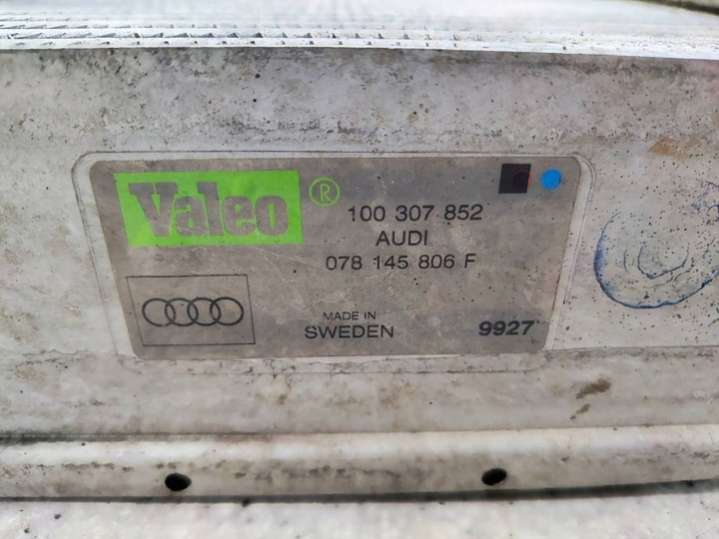 Valeo ®
100 307 852
AUDI
078 145 806 F
MADE IN
SWEDEN
9927